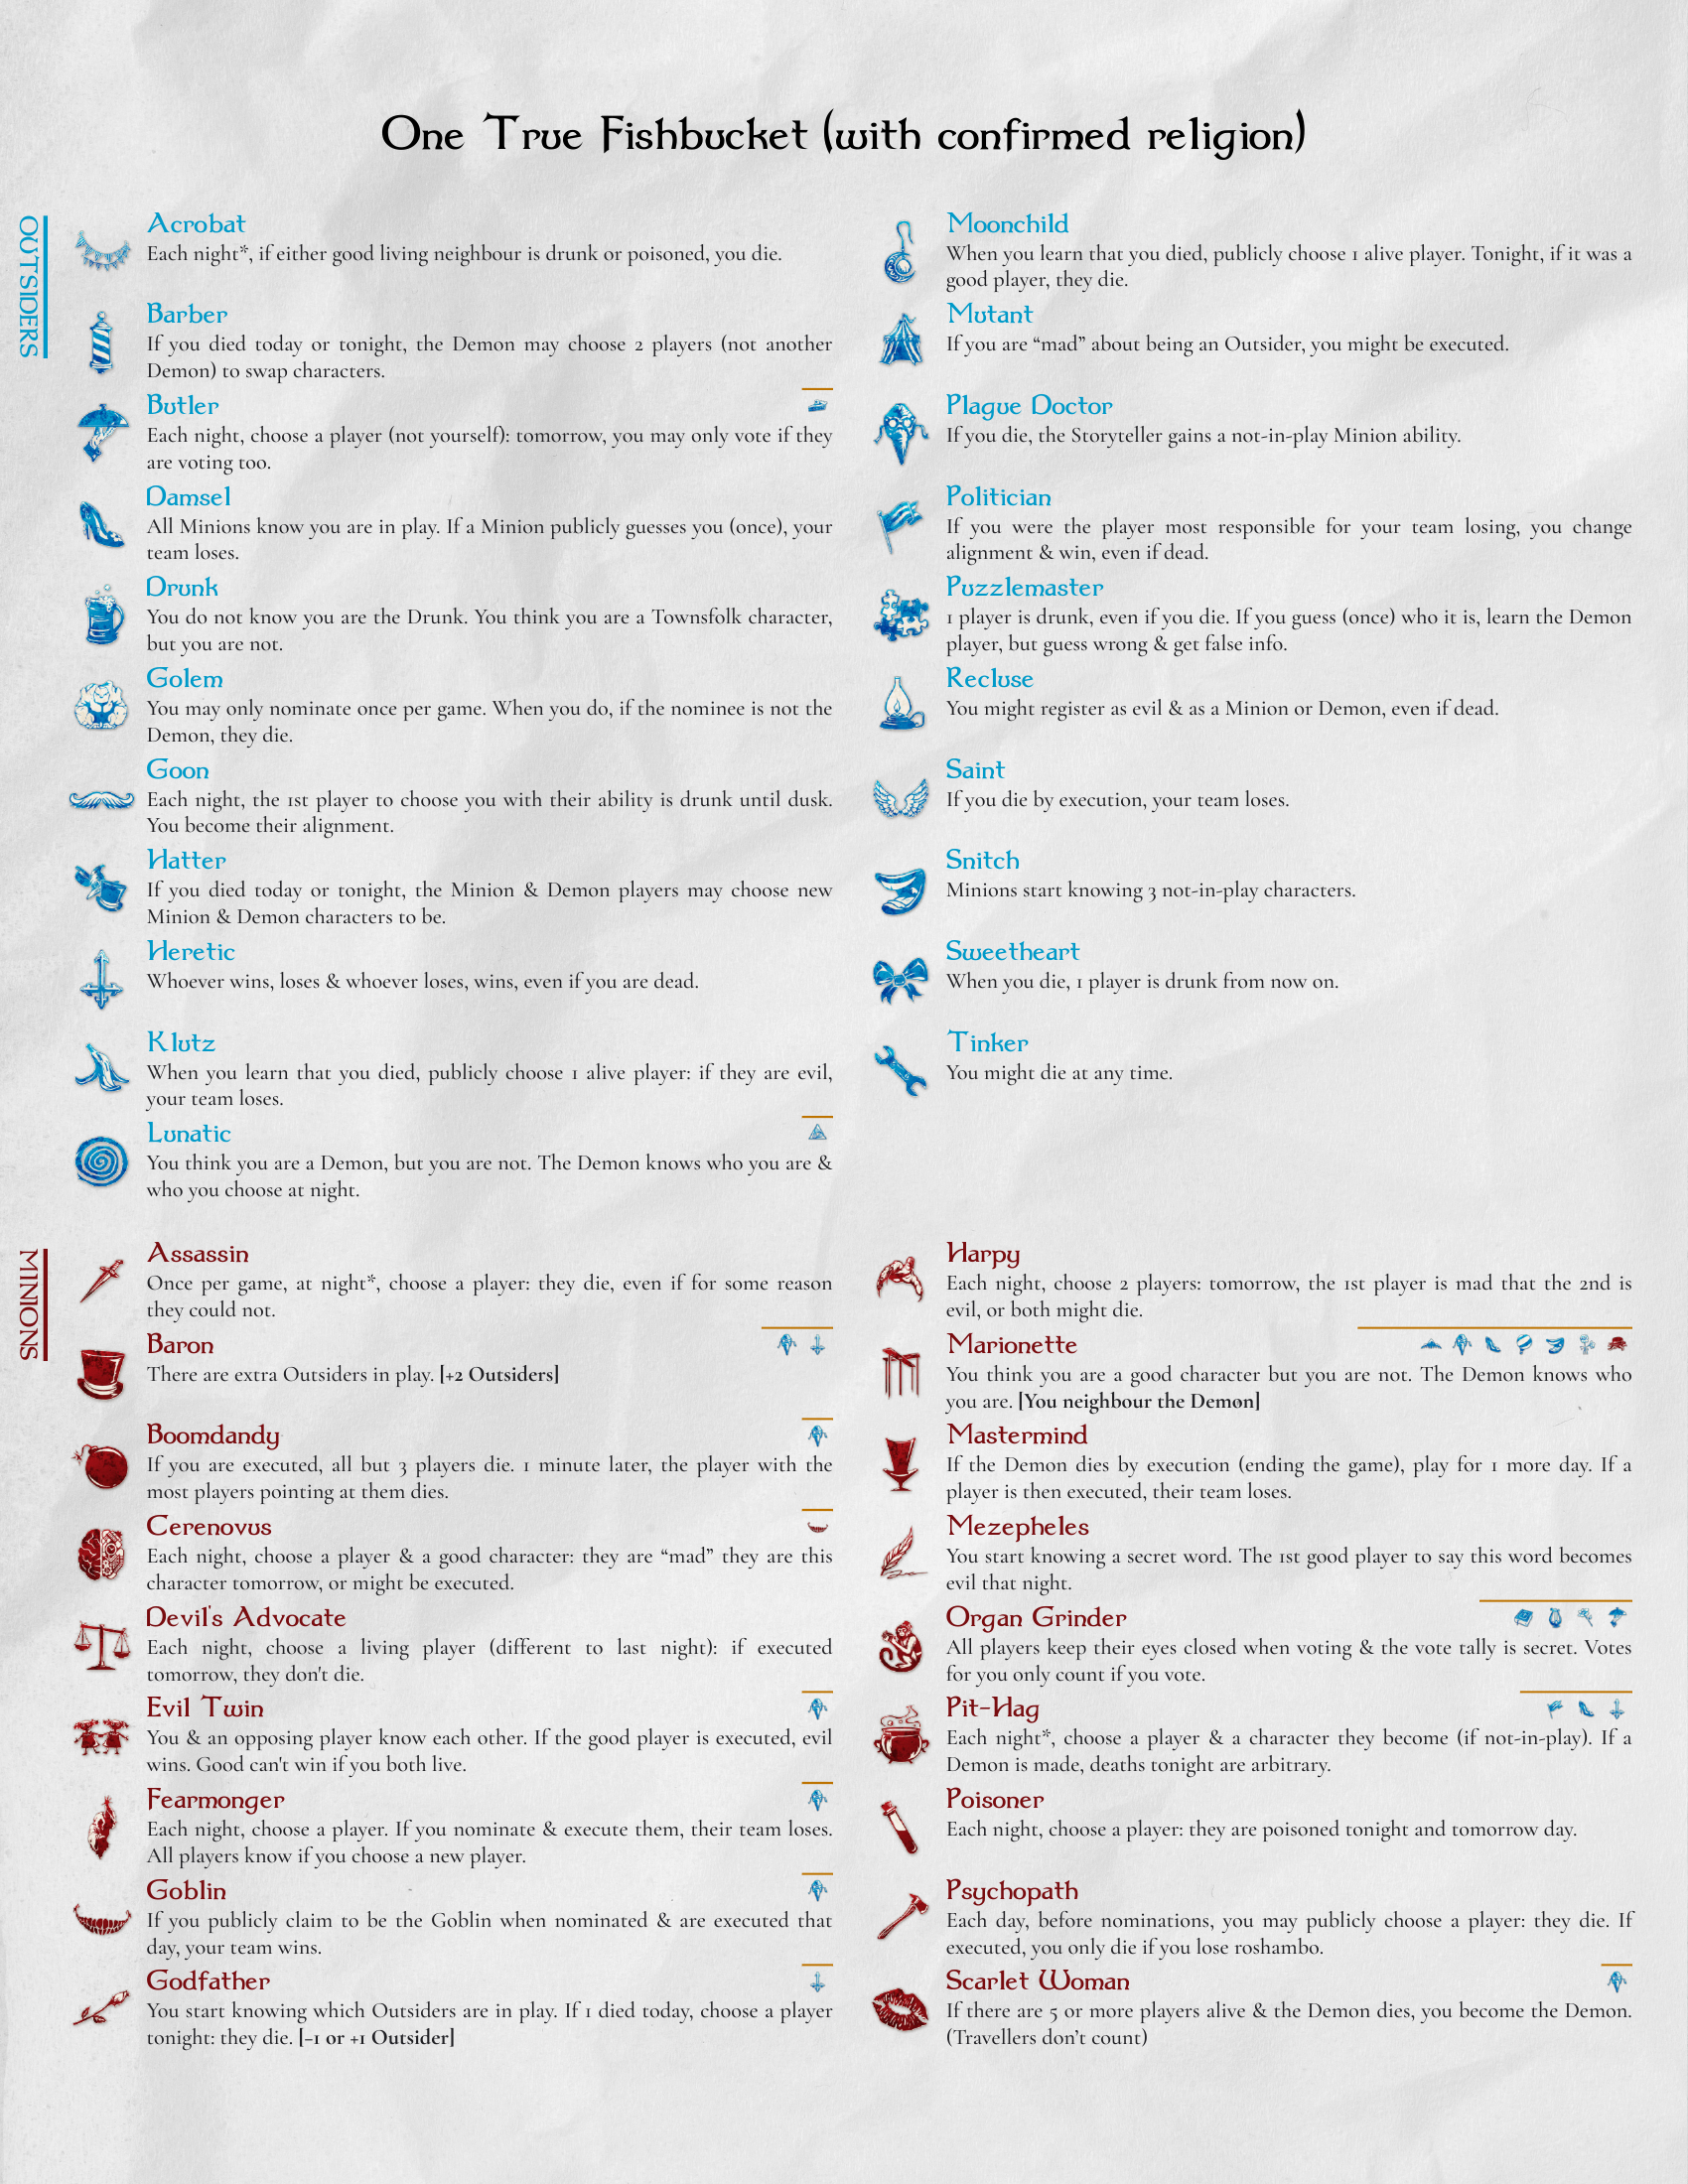 One True Fishbucket (with confirmed religion)
OUTSIDERS
Acrobat
Each night*, if either good living neighbour is drunk or poisoned, you die.
Barber
If you died today or tonight, the Demon may choose 2 players (not another
Demon) to swap characters.
Butler
Each night, choose a player (not yourself): tomorrow, you may only vote if they
are voting too.
Damsel
All Minions know you are in play. If a Minion publicly guesses you (once), your
team loses.
Drunk
You do not know you are the Drunk. You think you are a Townsfolk character,
but you are not.
Golem
You may only nominate once per game. When you do, if the nominee is not the
Demon, they die.
Goon
Each night, the 1st player to choose you with their ability is drunk until dusk.
You become their alignment.
Hatter
If you died today or tonight, the Minion & Demon players may choose new
Minion & Demon characters to be.
Heretic
Whoever wins, loses & whoever loses, wins, even if you are dead.
Klutz
When you learn that you died, publicly choose 1 alive player: if they are evil,
your team loses.
Lunatic
You think you are a Demon, but you are not. The Demon knows who you are &
who you choose at night.
Moonchild
When you learn that you died, publicly choose 1 alive player. Tonight, if it was a
good player, they die.
Mutant
If you are “mad” about being an Outsider, you might be executed.
Plague Doctor
If you die, the Storyteller gains a not-in-play Minion ability.
Politician
If you were the player most responsible for your team losing, you change
alignment & win, even if dead.
Puzzlemaster
1 player is drunk, even if you die. If you guess (once) who it is, learn the Demon
player, but guess wrong & get false info.
Recluse
You might register as evil & as a Minion or Demon, even if dead.
Saint
If you die by execution, your team loses.
Snitch
Minions start knowing 3 not-in-play characters.
Sweetheart
When you die, 1 player is drunk from now on.
Tinker
You might die at any time.
MINIONS
Assassin
Once per game, at night*, choose a player: they die, even if for some reason
they could not.
Baron
There are extra Outsiders in play. [+2 Outsiders]
Boomdandy
If you are executed, all but 3 players die. 1 minute later, the player with the
most players pointing at them dies.
Cerenovus
Each night, choose a player & a good character: they are “mad” they are this
character tomorrow, or might be executed.
Devil's Advocate
Each night, choose a living player (different to last night): if executed
tomorrow, they don't die.
Evil Twin
You & an opposing player know each other. If the good player is executed, evil
wins. Good can't win if you both live.
Fearmonger
Each night, choose a player. If you nominate & execute them, their team loses.
All players know if you choose a new player.
Goblin
If you publicly claim to be the Goblin when nominated & are executed that
day, your team wins.
Godfather
You start knowing which Outsiders are in play. If 1 died today, choose a player
tonight: they die. [−1 or +1 Outsider]
Harpy
Each night, choose 2 players: tomorrow, the 1st player is mad that the 2nd is
evil, or both might die.
Marionette
You think you are a good character but you are not. The Demon knows who
you are. [You neighbour the Demon]
Mastermind
If the Demon dies by execution (ending the game), play for 1 more day. If a
player is then executed, their team loses.
Mezepheles
You start knowing a secret word. The 1st good player to say this word becomes
evil that night.
Organ Grinder
All players keep their eyes closed when voting & the vote tally is secret. Votes
for you only count if you vote.
Pit-Hag
Each night*, choose a player & a character they become (if not-in-play). If a
Demon is made, deaths tonight are arbitrary.
Poisoner
Each night, choose a player: they are poisoned tonight and tomorrow day.
Psychopath
Each day, before nominations, you may publicly choose a player: they die. If
executed, you only die if you lose roshambo.
Scarlet Woman
If there are 5 or more players alive & the Demon dies, you become the Demon.
(Travellers don’t count)